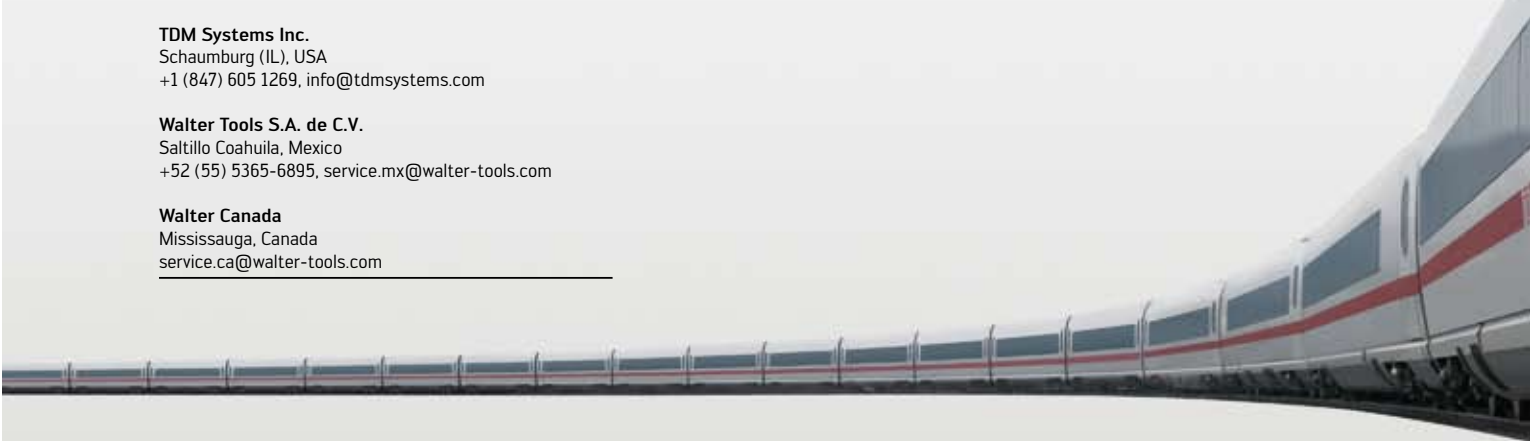 TDM Systems Inc.
Schaumburg (IL), USA
+1 (847) 605 1269, info@tdmsystems.com
Walter Tools S.A. de C.V.
Saltillo Coahuila, Mexico
+52 (55) 5365-6895, service.mx@walter-tools.com
Walter Canada
Mississauga, Canada
service.ca@walter-tools.com